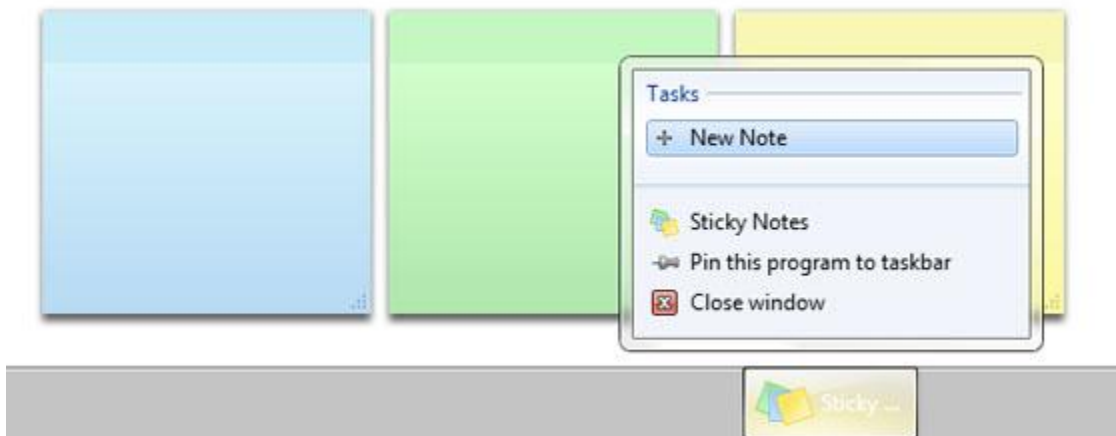 Tasks
New Note
Sticky Notes
Pin this program to taskbar
Close window
Sticky ...